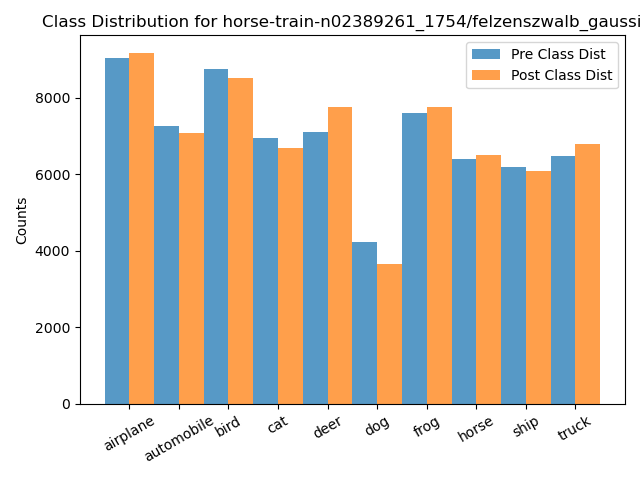 Class Distribution for horse-train-n02389261_1754/felzenszwalb_gaussi
Pre Class Dist
Post Class Dist
Counts
8000
6000
4000
2000
0
airplane
automobile
bird
cat
deer
dog
frog
horse
ship
truck